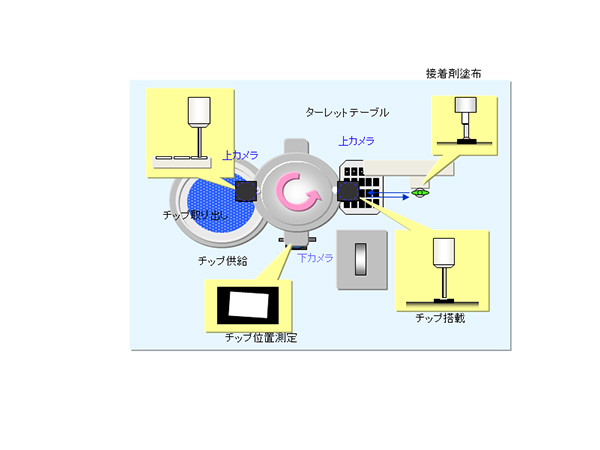 接着剤塗布
ターレットテーブル
上カメラ
上カメラ
チップ取り出し
チップ供給
下カメラ
チップ搭載
チップ位置測定